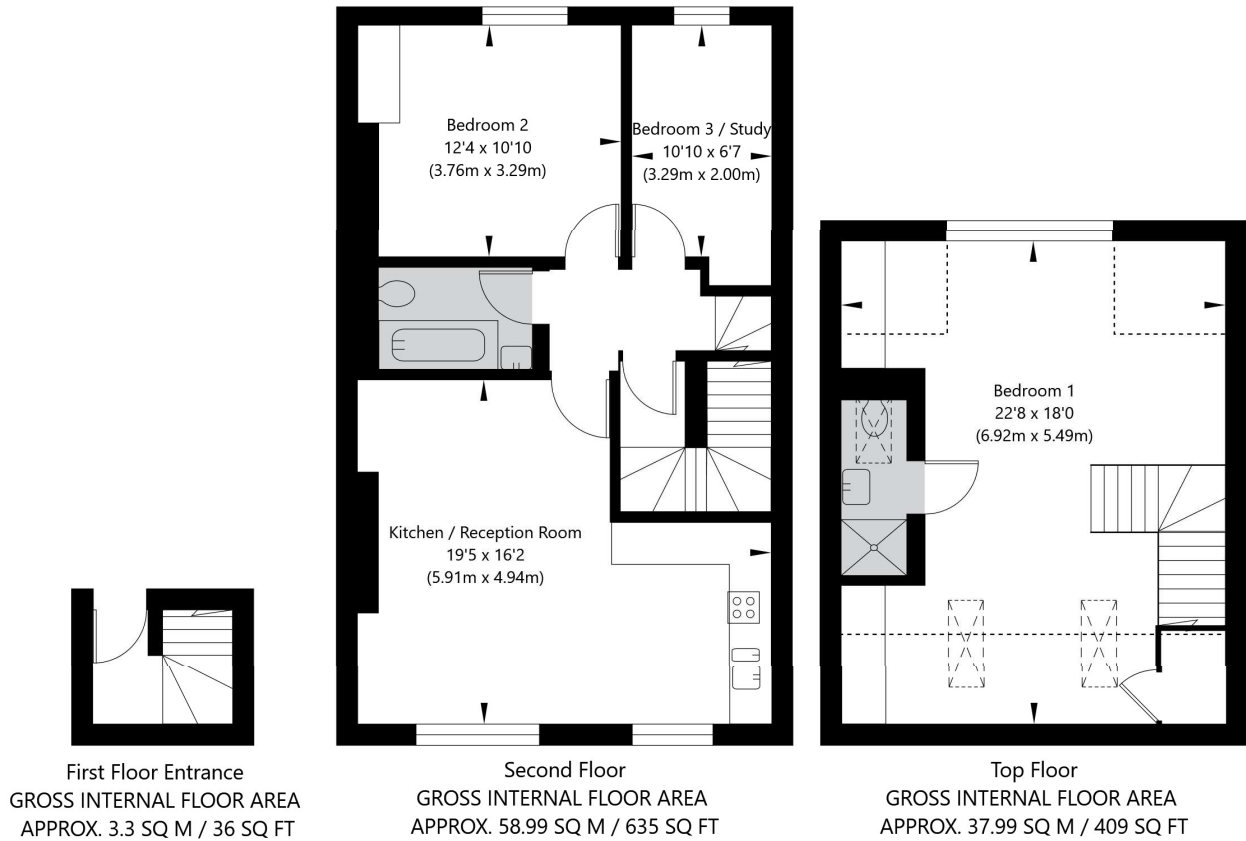 Bedroom 2
12'4 x 10'10
(3.76m x 3.29m)
Bedroom 3 / Study
10'10 x 6'7
(3.29m x 2.00m)
Kitchen / Reception Room
19'5 x 16'2
(5.91m x 4.94m)
Bedroom 1
22'8 x 18'0
(6.92m x 5.49m)
First Floor Entrance
GROSS INTERNAL FLOOR AREA
APPROX. 3.3 SQ M / 36 SQ FT
Second Floor
GROSS INTERNAL FLOOR AREA
APPROX. 58.99 SQ M / 635 SQ FT
Top Floor
GROSS INTERNAL FLOOR AREA
APPROX. 37.99 SQ M / 409 SQ FT